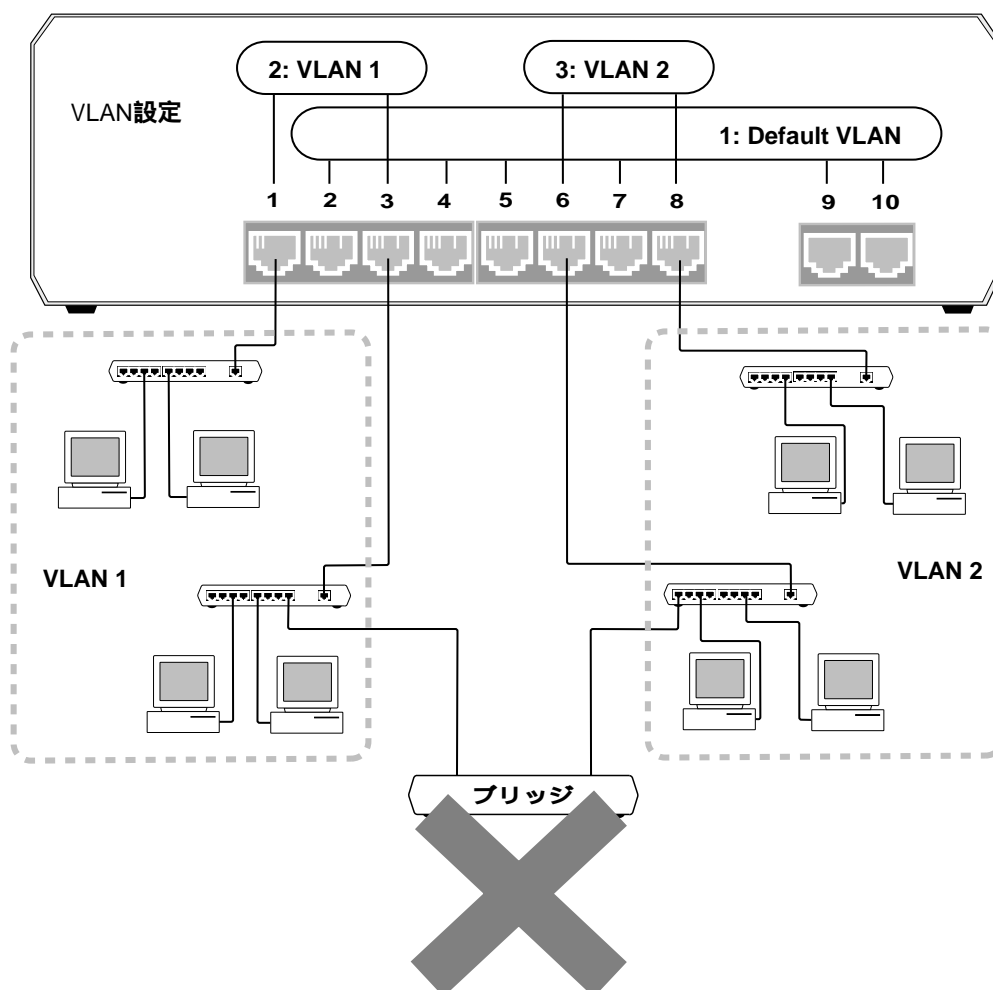 2: VLAN 1
3: VLAN 2
VLAN設定
1: Default VLAN
1 2 3 4 5 6 7 8 9 10
VLAN 1
VLAN 2
ブリッジ